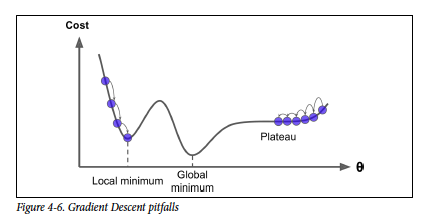 Cost
Plateau
θ
Local minimum
Global
minimum
Figure 4-6. Gradient Descent pitfalls